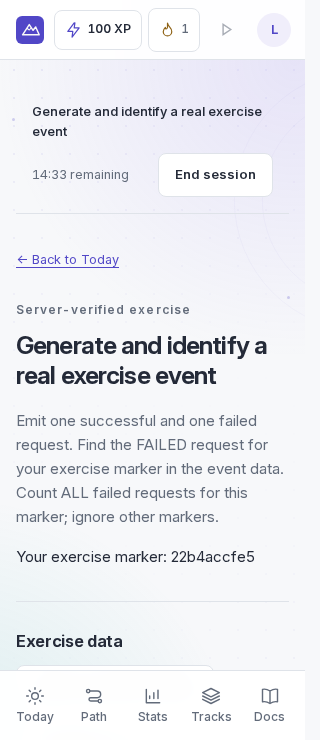 100 XP
1
L
Generate and identify a real exercise
event
14:33 remaining
End session
← Back to Today
Server-verified exercise
Generate and identify a
real exercise event
Emit one successful and one failed
request. Find the FAILED request for
your exercise marker in the event data.
Count ALL failed requests for this
marker; ignore other markers.
Your exercise marker: 22b4accfe5
Exercise data
Today
Path
Stats
Tracks
Docs